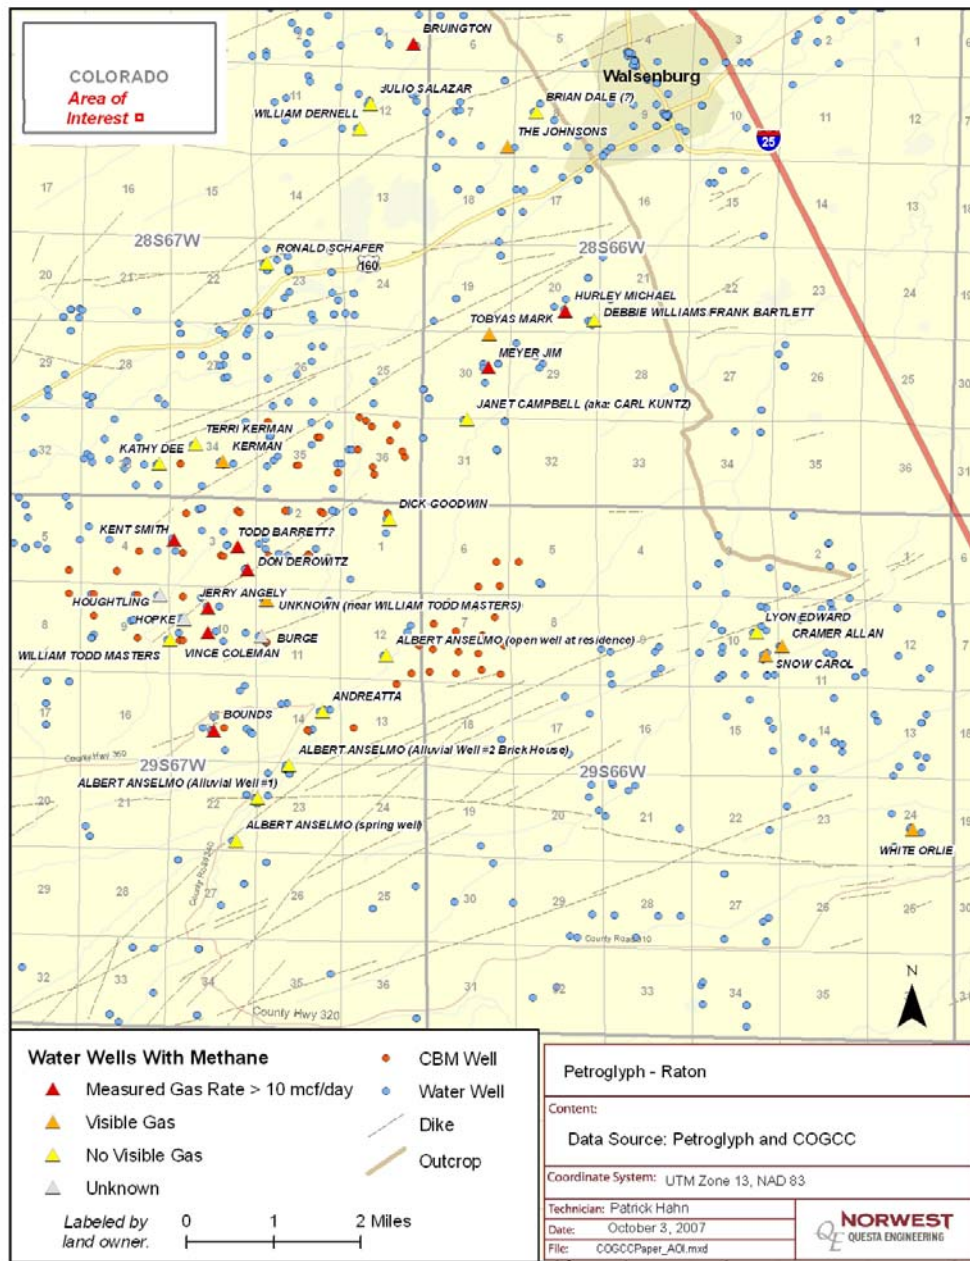 COLORADO
Area of
Interest
BRUINGTON
Walsenburg
JULIO SALAZAR
WILLIAM DERNELL
BRIAN DALE (?)
THE JOHNSONS
25
28S67W
RONALD SCHAFER
160
28S66W
HURLEY MICHAEL
TOBYAS MARK
DEBBIE WILLIAMS/FRANK BARTLETT
MEYER JIM
JANET CAMPBELL (aka: CARL KUNTZ)
TERRI KERMAN
KATHY DEE
KERMAN
DICK GOODWIN
KENT SMITH
TODD BARRETT?
DON DEROWITZ
JERRY ANGELY
HOUGHTLING
UNKNOWN (near WILLIAM TODD MASTERS)
HOPKE
BURGE
ALBERT ANSELMO (open well at residence)
LYON EDWARD
CRAMER ALLAN
WILLIAM TODD MASTERS
VINCE COLEMAN
SNOW CAROL
ANDREATTA
BOUNDS
ALBERT ANSELMO (Alluvial Well #2 Brick House)
County Hwy 360
29S67W
29S66W
ALBERT ANSELMO (Alluvial Well #1)
ALBERT ANSELMO (spring well)
WHITE ORLIE
County Road 340
County Road 310
County Hwy 320
N
Water Wells With Methane
Measured Gas Rate > 10 mcf/day
Visible Gas
No Visible Gas
Unknown
CBM Well
Water Well
Dike
Outcrop
Labeled by
land owner.
0 1 2 Miles
Petroglyph - Raton
Content:
Data Source: Petroglyph and COGCC
Coordinate System: UTM Zone 13, NAD 83
Technician: Patrick Hahn
Date: October 3, 2007
File: COGCCPaper_AOI.mxd
QE NORWEST
QUESTA ENGINEERING